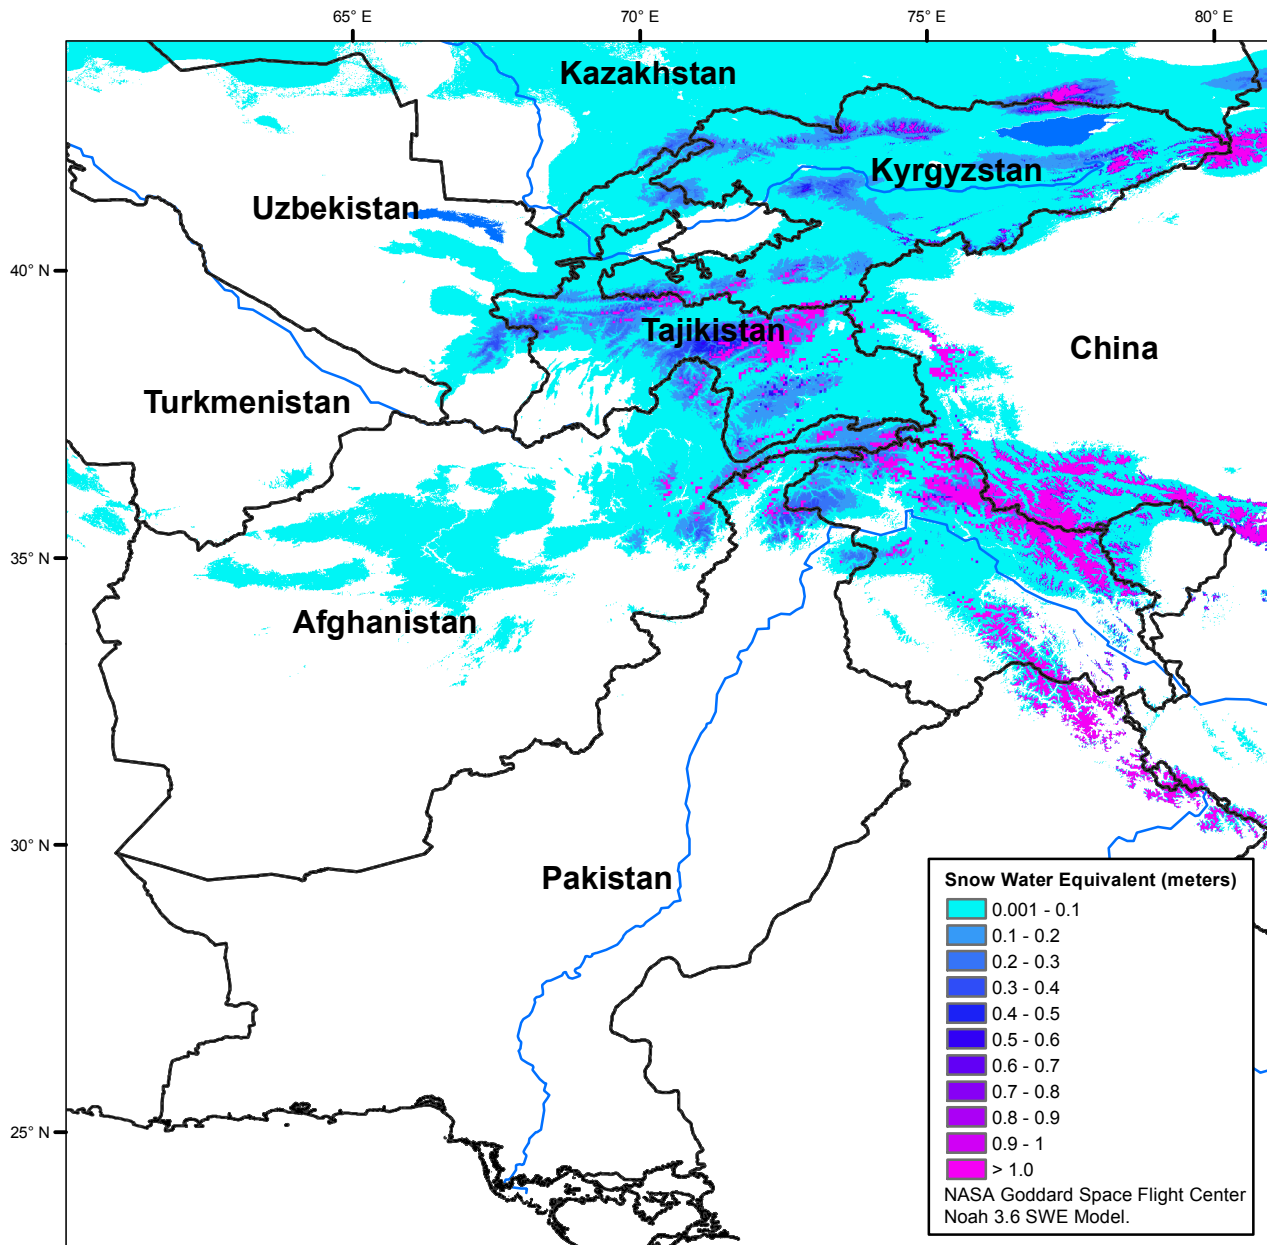 65° E
70° E
75° E
80° E
Kazakhstan
Kyrgyzstan
Uzbekistan
40° N
Tajikistan
China
Turkmenistan
35° N
Afghanistan
30° N
Pakistan
25° N
Snow Water Equivalent (meters)
0.001 - 0.1
0.1 - 0.2
0.2 - 0.3
0.3 - 0.4
0.4 - 0.5
0.5 - 0.6
0.6 - 0.7
0.7 - 0.8
0.8 - 0.9
0.9 - 1
> 1.0
NASA Goddard Space Flight Center
Noah 3.6 SWE Model.